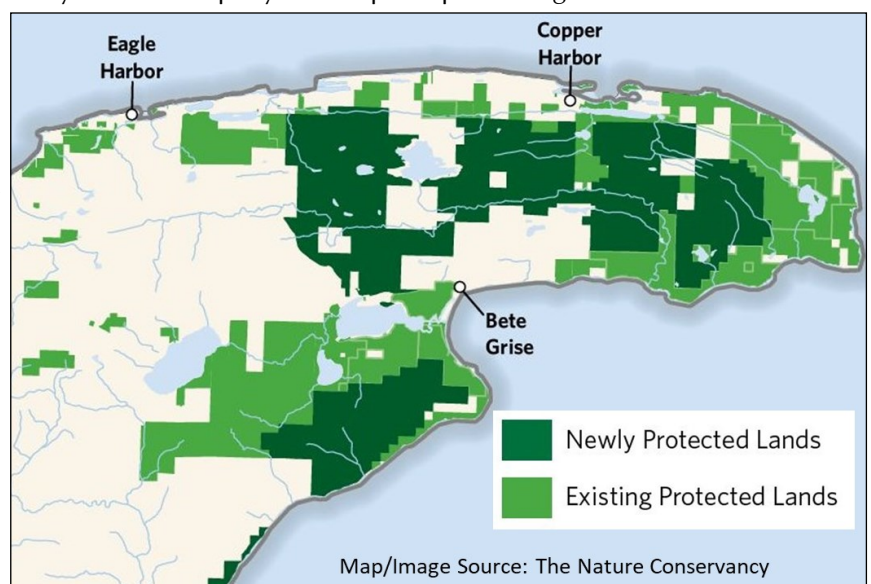 Eagle
Harbor
Copper
Harbor
Bete
Grise
Newly Protected Lands
Existing Protected Lands
Map/Image Source: The Nature Conservancy